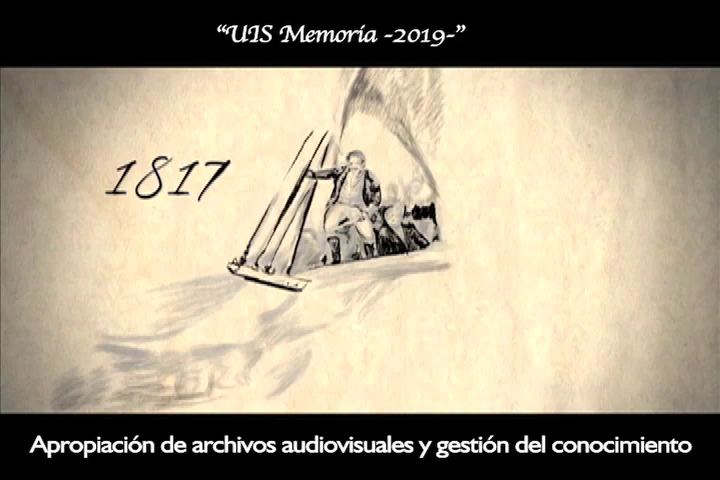 “UIS Memoria -2019-”
1817
Apropiación de archivos audiovisuales y gestión del conocimiento